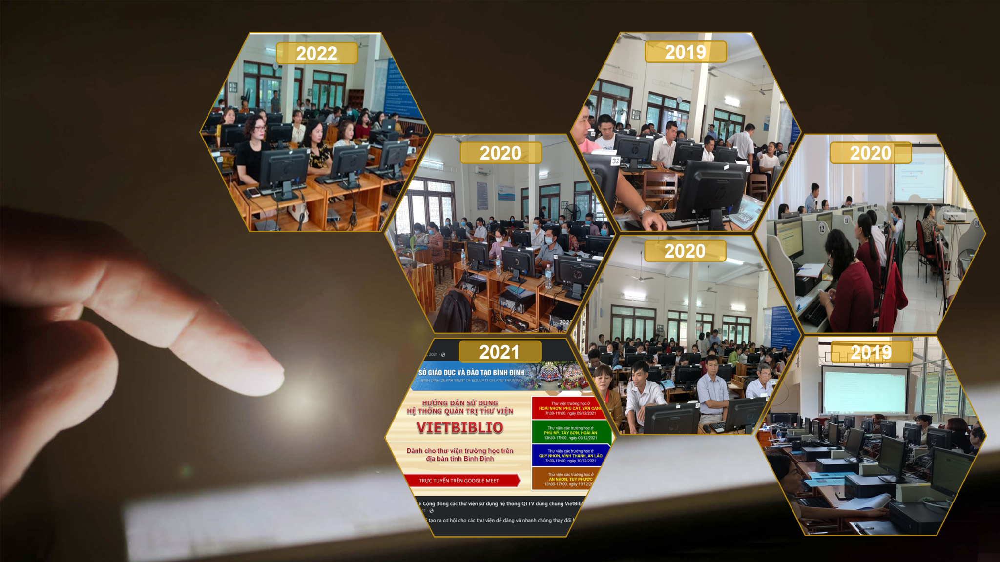 2022
2019
2020
2020
12
11
14
32
2020
2020
2021
, 2021
SỞ GIÁO DỤC VÀ ĐÀO TẠO BÌNH ĐỊNH
BINH DINH DEPARTMENT OF EDUCATTION AND TRAINING
HƯỚNG DẪN SỬ DỤNG
HỆ THỐNG QUẢN TRỊ THƯ VIỆN
VIETBIBLIO
Dành cho thư viện trường học trên
địa bàn tỉnh Bình Định
TRỰC TUYẾN TRÊN GOOGLE MEET
Thư viện trường học ở
HOÀI NHƠN, PHÙ CÁT, VÂN CANH
7h30-11h00, ngày 09/12/2021
Thư viện các trường học ở
PHÙ MỸ, TÂY SƠN, HOÀI ÂN
13h30-17h00, ngày 09/12/2021
Thư viện các trường học ở
QUY NHƠN, VĨNH THẠNH, AN LÃO
7h30-11h00, ngày 10/12/2021
Thư viện các trường học ở
AN NHƠN, TUY PHƯỚC
13h30-17h00, ngày 10/12/20
Cộng đồng các thư viện sử dụng hệ thống QTTV dùng chung VietBibl
21
tạo ra cơ hội cho các thư viện dễ dàng và nhanh chóng thay đổi
2019